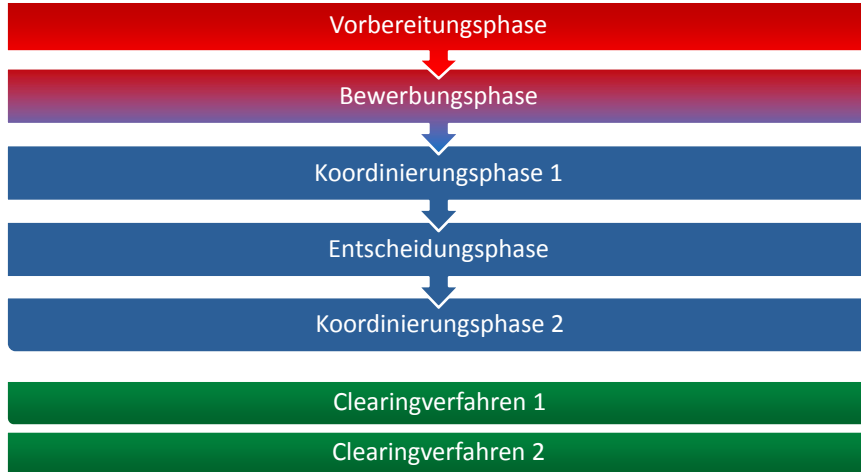 Vorbereitungsphase
Bewerbungsphase
Koordinierungsphase 1
Entscheidungsphase
Koordinierungsphase 2
Clearingverfahren 1
Clearingverfahren 2